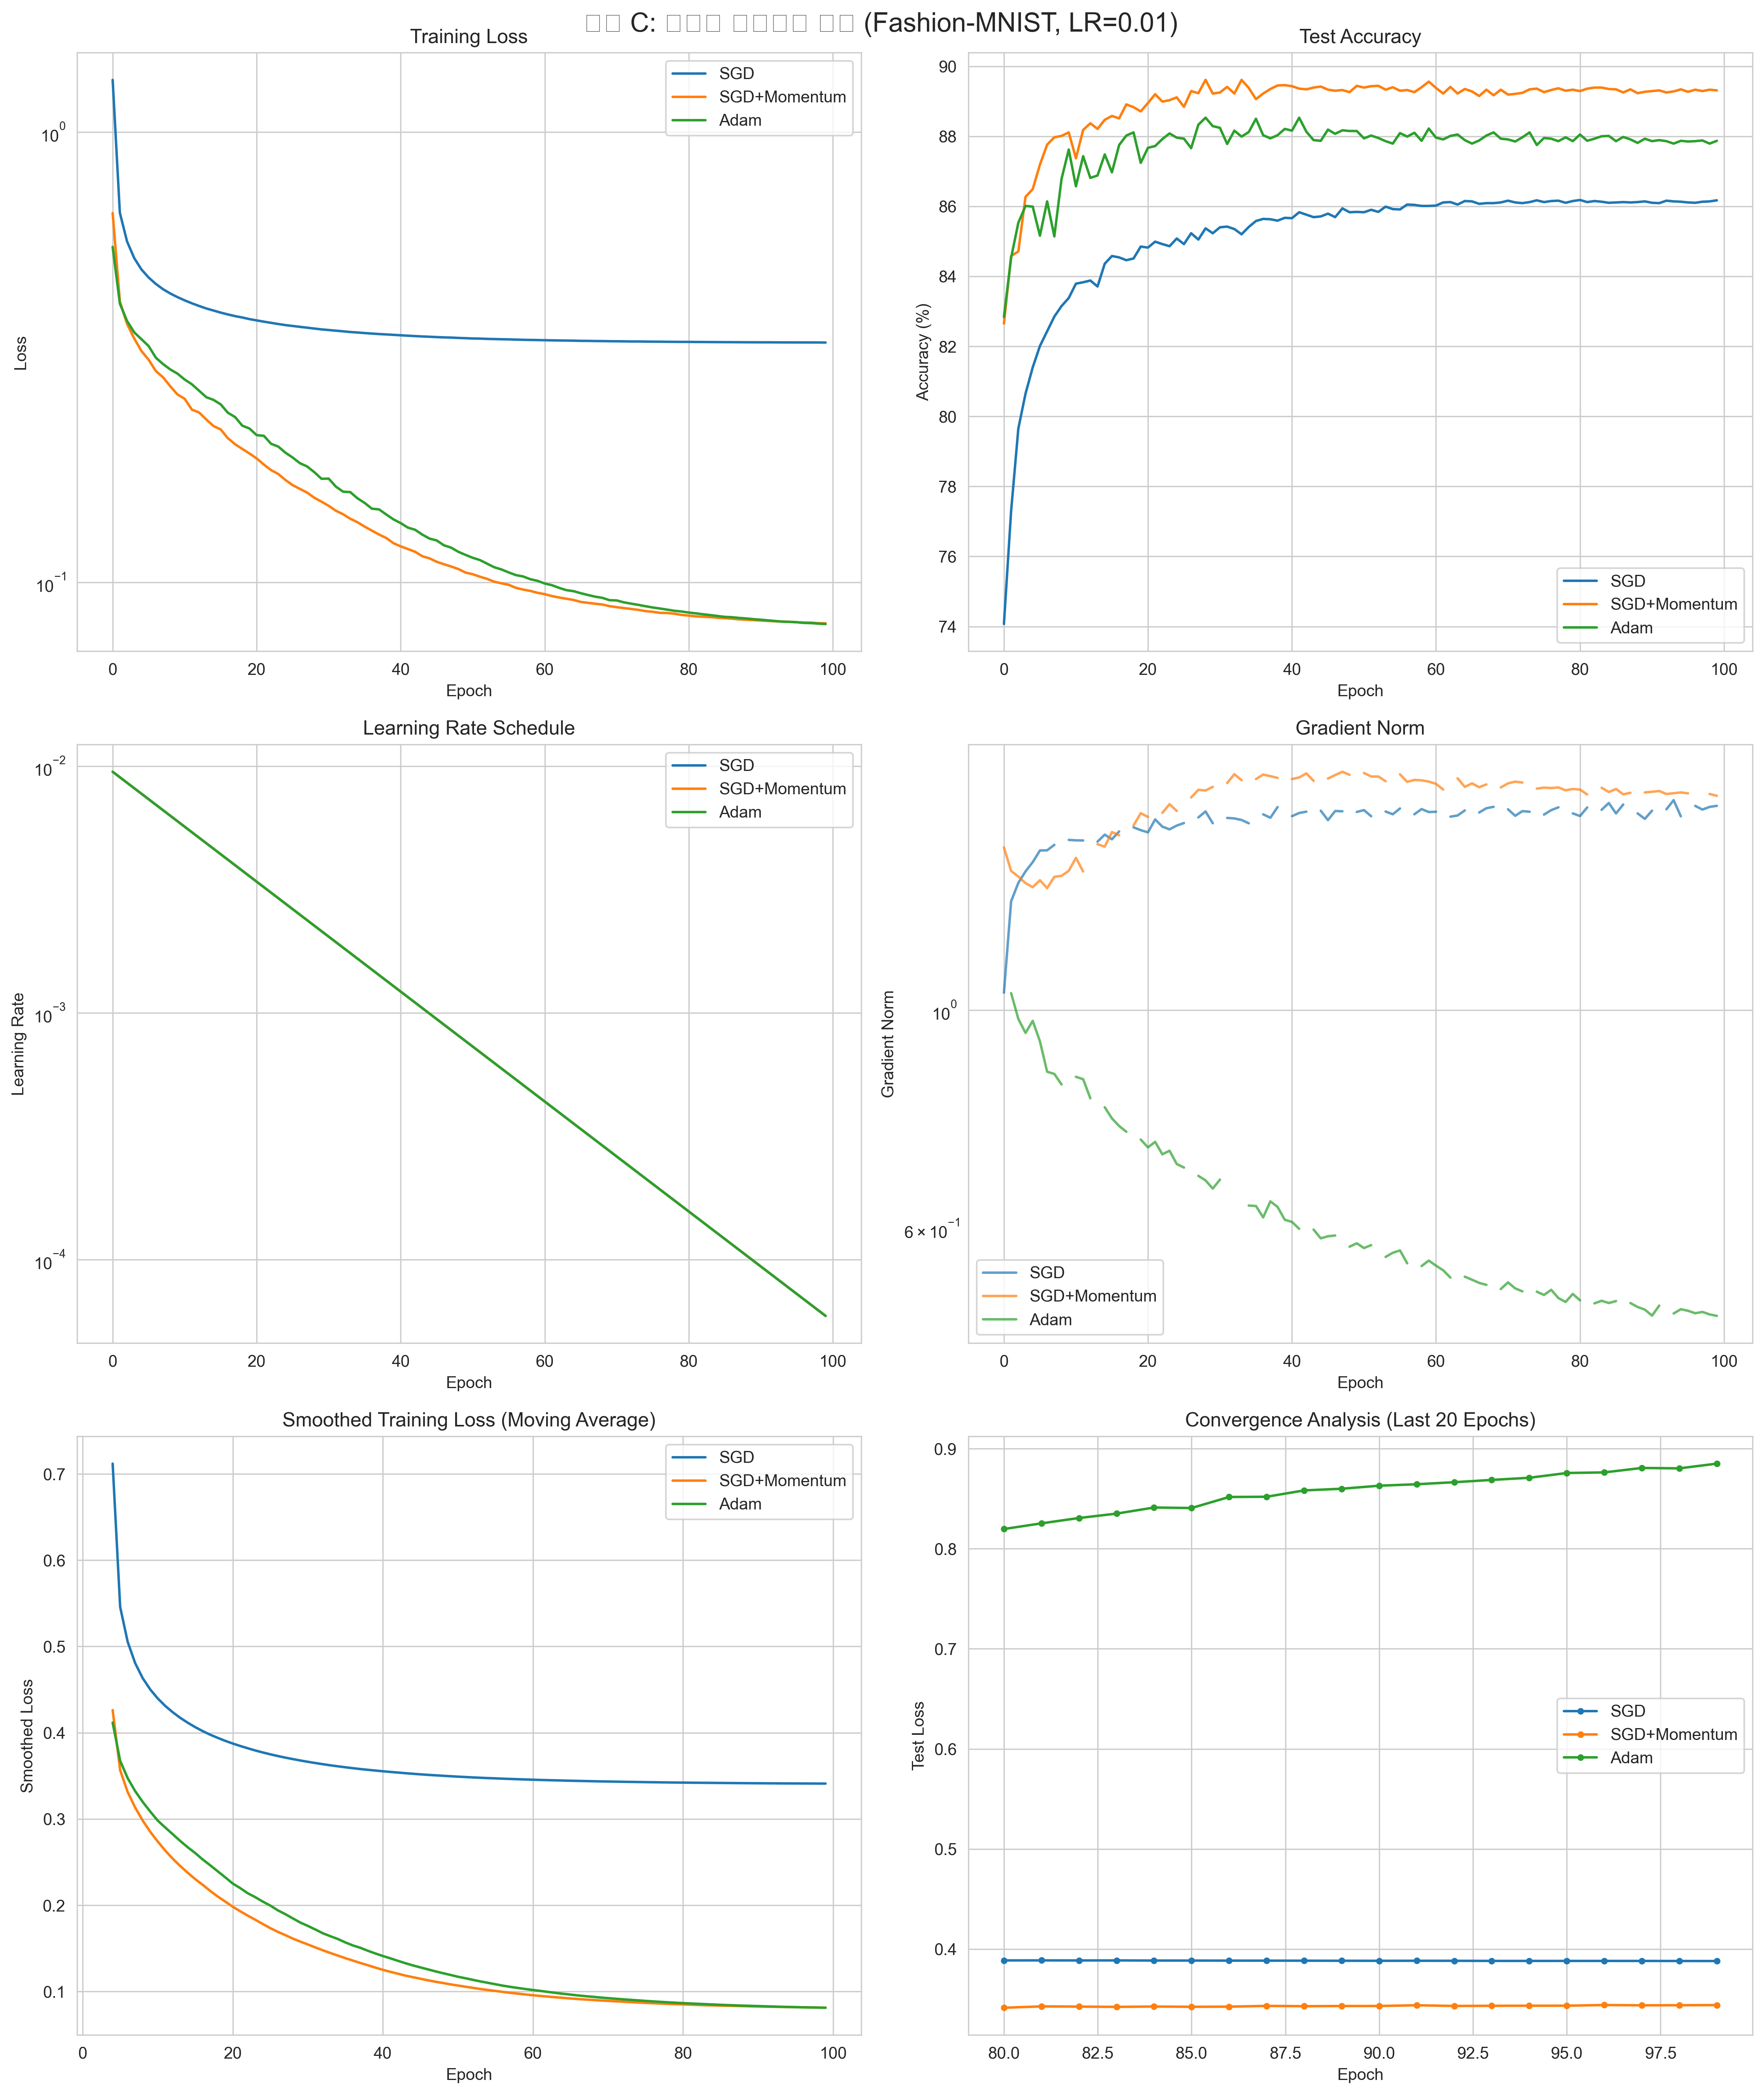 C: (Fashion-MNIST, LR=0.01)
Training Loss
SGD
SGD+Momentum
Adam
10⁰
10⁻¹
Loss
0 20 40 60 80 100
Epoch
Test Accuracy
90
88
86
84
82
80
78
76
74
Accuracy (%)
SGD
SGD+Momentum
Adam
0 20 40 60 80 100
Epoch
Learning Rate Schedule
SGD
SGD+Momentum
Adam
10⁻²
10⁻³
10⁻⁴
Learning Rate
0 20 40 60 80 100
Epoch
Gradient Norm
10⁰
6 × 10⁻¹
Gradient Norm
SGD
SGD+Momentum
Adam
0 20 40 60 80 100
Epoch
Smoothed Training Loss (Moving Average)
SGD
SGD+Momentum
Adam
0.7
0.6
0.5
0.4
0.3
0.2
0.1
Smoothed Loss
0 20 40 60 80 100
Epoch
Convergence Analysis (Last 20 Epochs)
0.9
0.8
0.7
0.6
0.5
0.4
Test Loss
SGD
SGD+Momentum
Adam
80.0 82.5 85.0 87.5 90.0 92.5 95.0 97.5
Epoch